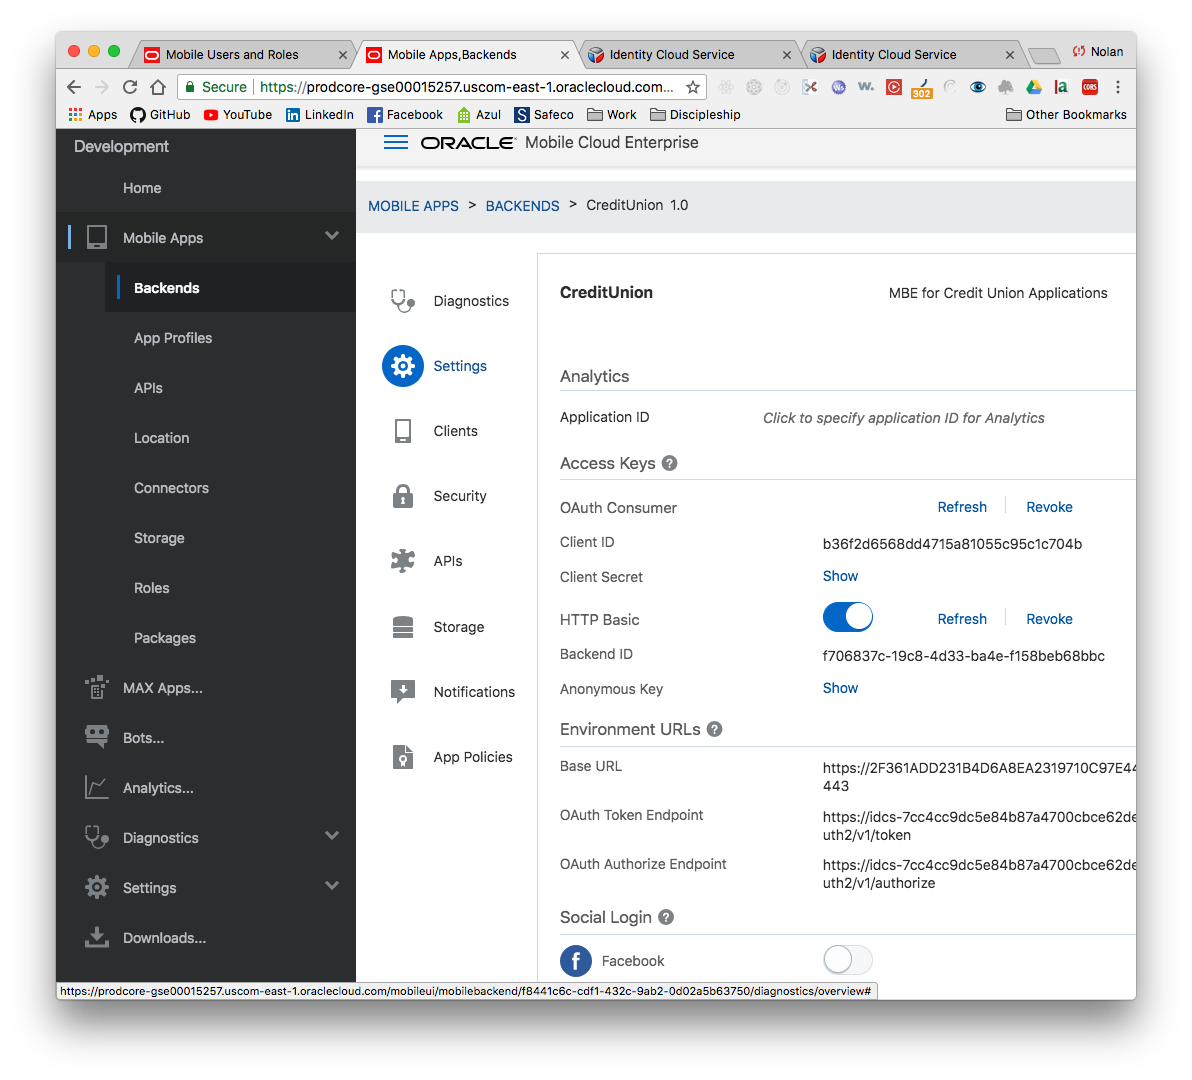 Mobile Users and Roles
Mobile Apps,Backends
Identity Cloud Service
Identity Cloud Service
Nolan
Secure
https://prodcore-gse00015257.uscom-east-1.oraclecloud.com...
W.
302
la
CORS
Apps
GitHub
YouTube
LinkedIn
Facebook
Azul
Safeco
Work
Discipleship
Other Bookmarks
Development
Home
Mobile Apps
Backends
App Profiles
APIs
Location
Connectors
Storage
Roles
Packages
MAX Apps...
Bots...
Analytics...
Diagnostics
Settings
Downloads...
ORACLE Mobile Cloud Enterprise
MOBILE APPS > BACKENDS > CreditUnion 1.0
Diagnostics
Settings
Clients
Security
APIs
Storage
Notifications
App Policies
CreditUnion MBE for Credit Union Applications
Analytics
Application ID Click to specify application ID for Analytics
Access Keys ?
OAuth Consumer Refresh Revoke
Client ID b36f2d6568dd4715a81055c95c1c704b
Client Secret Show
HTTP Basic Refresh Revoke
Backend ID f706837c-19c8-4d33-ba4e-f158beb68bbc
Anonymous Key Show
Environment URLs ?
Base URL https://2F361ADD231B4D6A8EA2319710C97E44
443
OAuth Token Endpoint https://idcs-7cc4cc9dc5e84b87a4700cbce62de
uth2/v1/token
OAuth Authorize Endpoint https://idcs-7cc4cc9dc5e84b87a4700cbce62de
uth2/v1/authorize
Social Login ?
f Facebook
https://prodcore-gse00015257.uscom-east-1.oraclecloud.com/mobileui/mobilebackend/f8441c6c-cdf1-432c-9ab2-0d02a5b63750/diagnostics/overview#